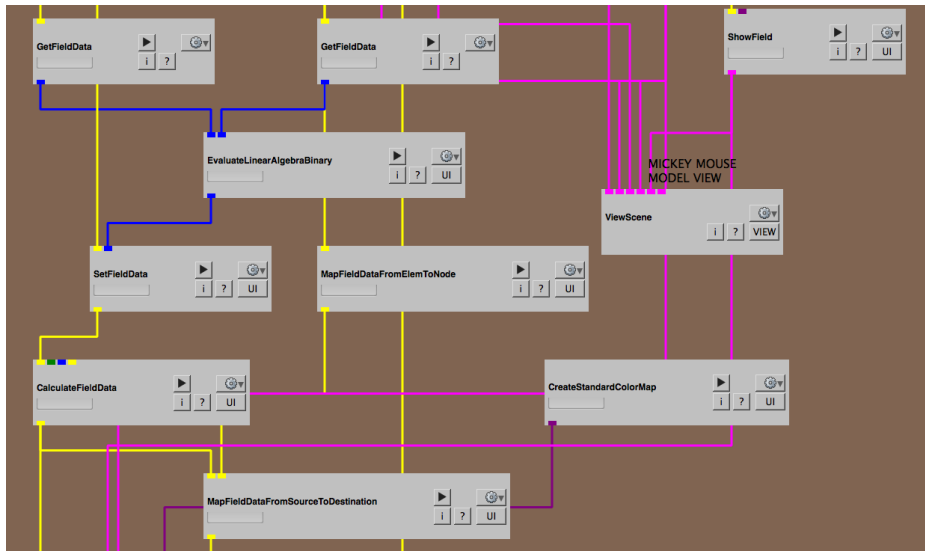 GetFieldData
i ?
GetFieldData
i ?
ShowField
i ? UI
EvaluateLinearAlgebraBinary
i ? UI
MICKEY MOUSE
MODEL VIEW
ViewScene
i ? VIEW
SetFieldData
i ? UI
MapFieldDataFromElemToNode
i ? UI
CalculateFieldData
i ? UI
CreateStandardColorMap
i ? UI
MapFieldDataFromSourceToDestination
i ? UI